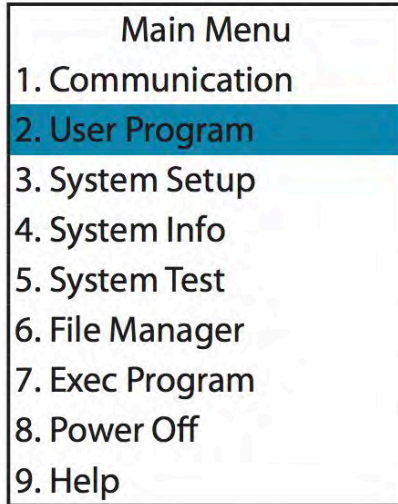 Main Menu
1. Communication
2. User Program
3. System Setup
4. System Info
5. System Test
6. File Manager
7. Exec Program
8. Power Off
9. Help